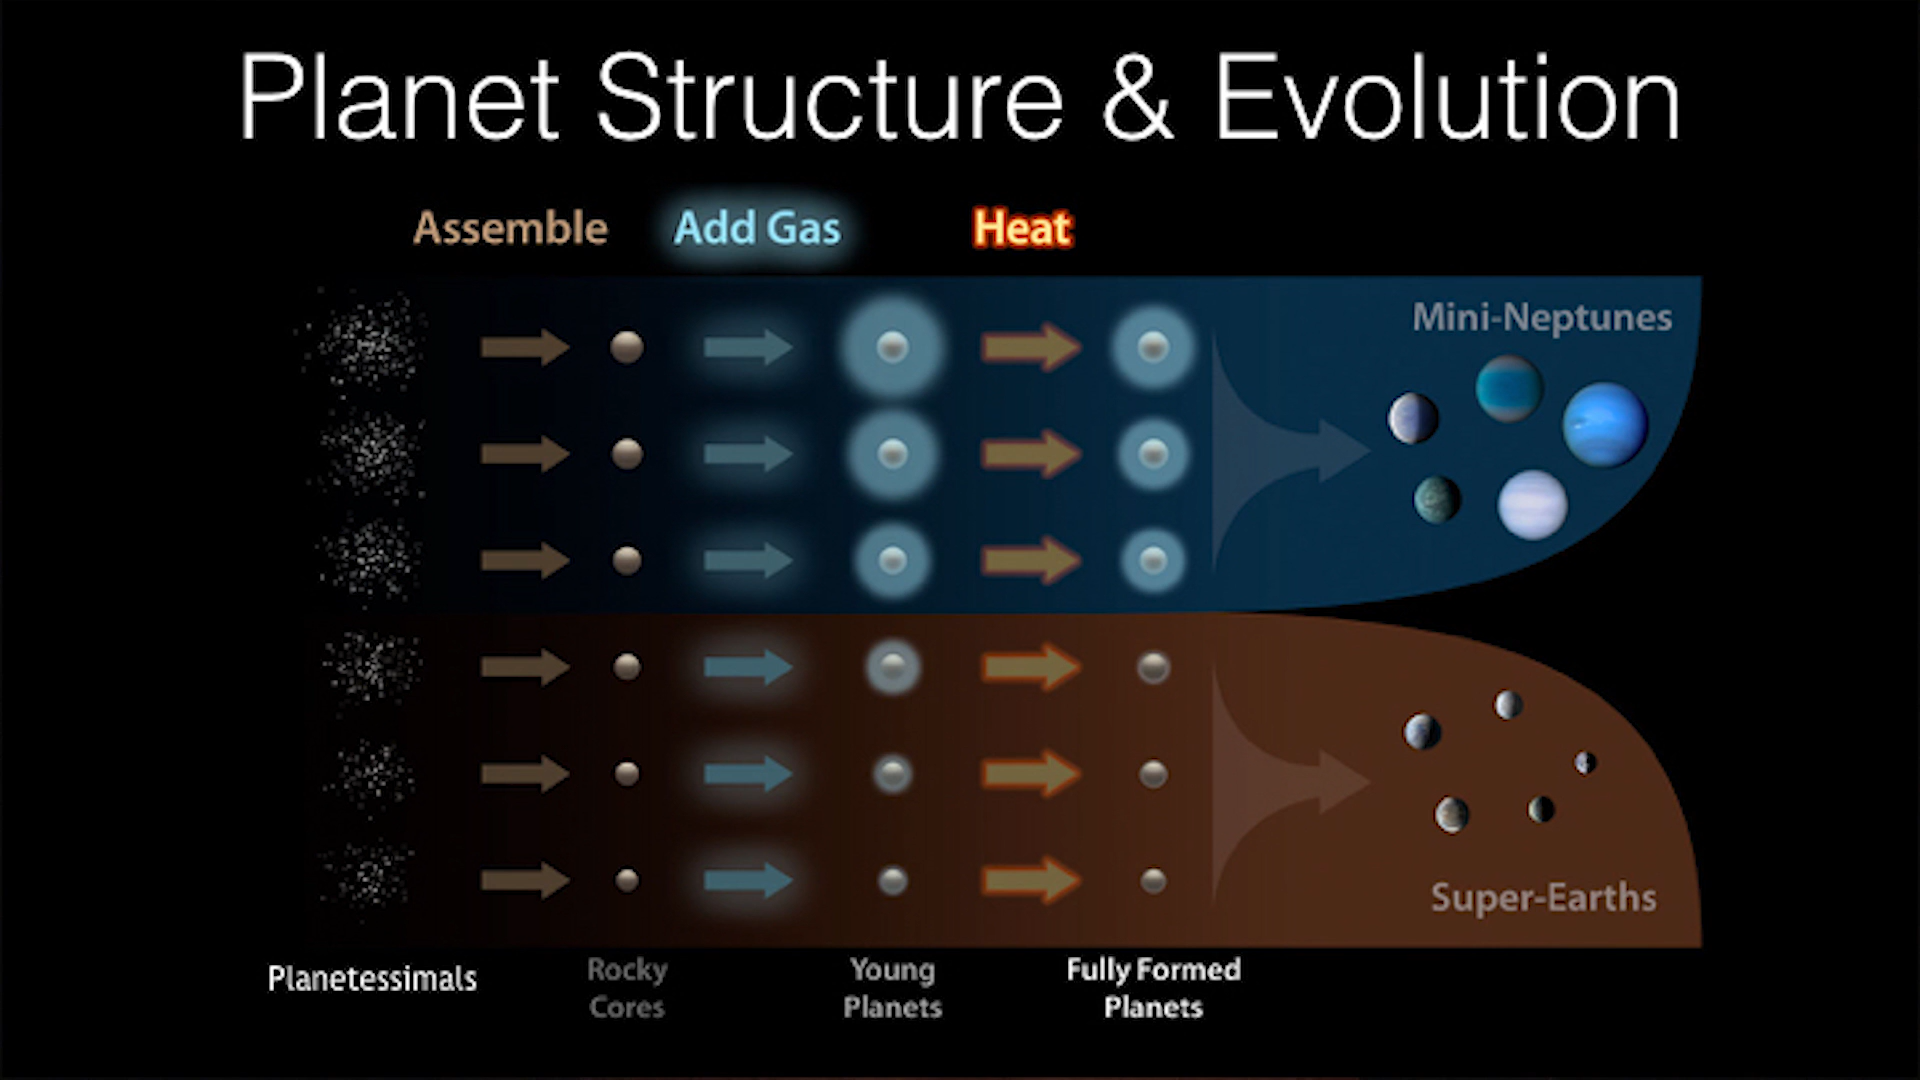 Planet Structure & Evolution
Assemble
Add Gas
Heat
Mini-Neptunes
Super-Earths
Planetessimals
Rocky
Cores
Young
Planets
Fully Formed
Planets